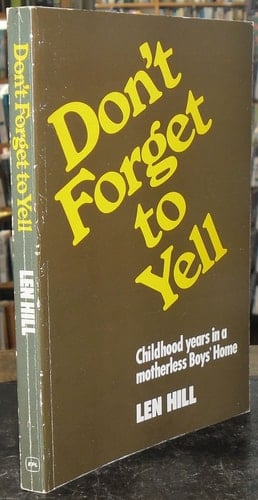 Don't Forget to Yell
LEN HILL
Don't
Forget
to
Yell
Childhood years in a
motherless Boys' Home
LEN HILL